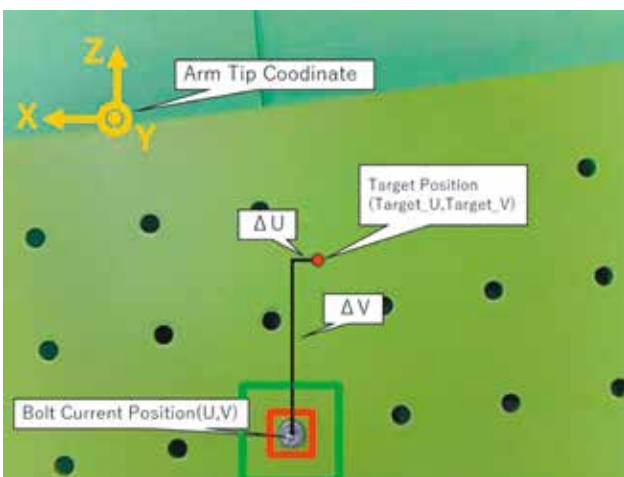 Z
Arm Tip Coodinate
X
Y
Target Position
(Target_U,Target_V)
ΔU
ΔV
Bolt Current Position(U,V)